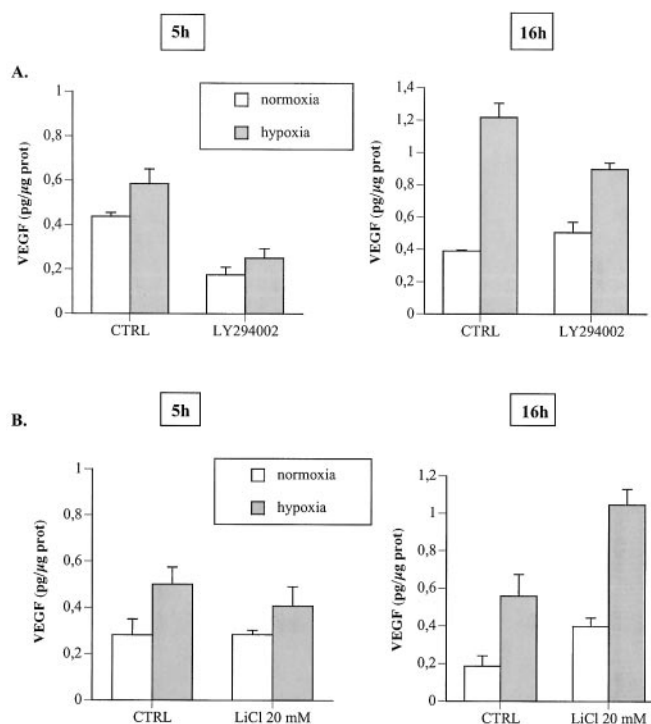 5h
16h
A.
normoxia
hypoxia
VEGF (pg/µg prot)
1
0,8
0,6
0,4
0,2
0
CTRL
LY294002
VEGF (pg/µg prot)
1,4
1,2
1
0,8
0,6
0,4
0,2
0
CTRL
LY294002
5h
16h
B.
normoxia
hypoxia
VEGF (pg/µg prot)
1
0,8
0,6
0,4
0,2
0
CTRL
LiCl 20 mM
VEGF (pg/µg prot)
1,2
1
0,8
0,6
0,4
0,2
0
CTRL
LiCl 20 mM